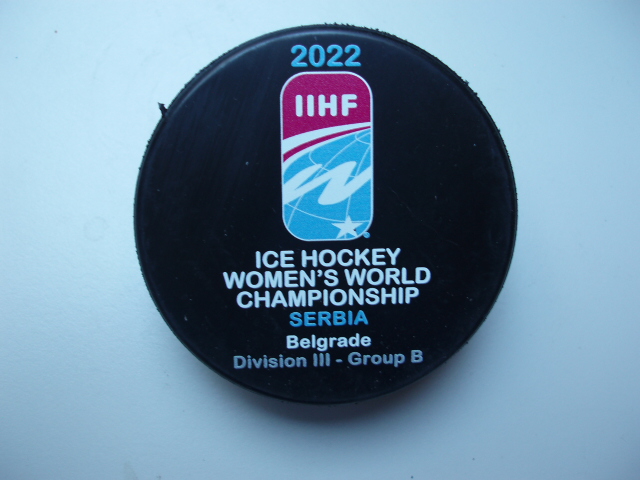 2022
IIHF
®
ICE HOCKEY
WOMEN'S WORLD
CHAMPIONSHIP
SERBIA
Belgrade
Division III - Group B